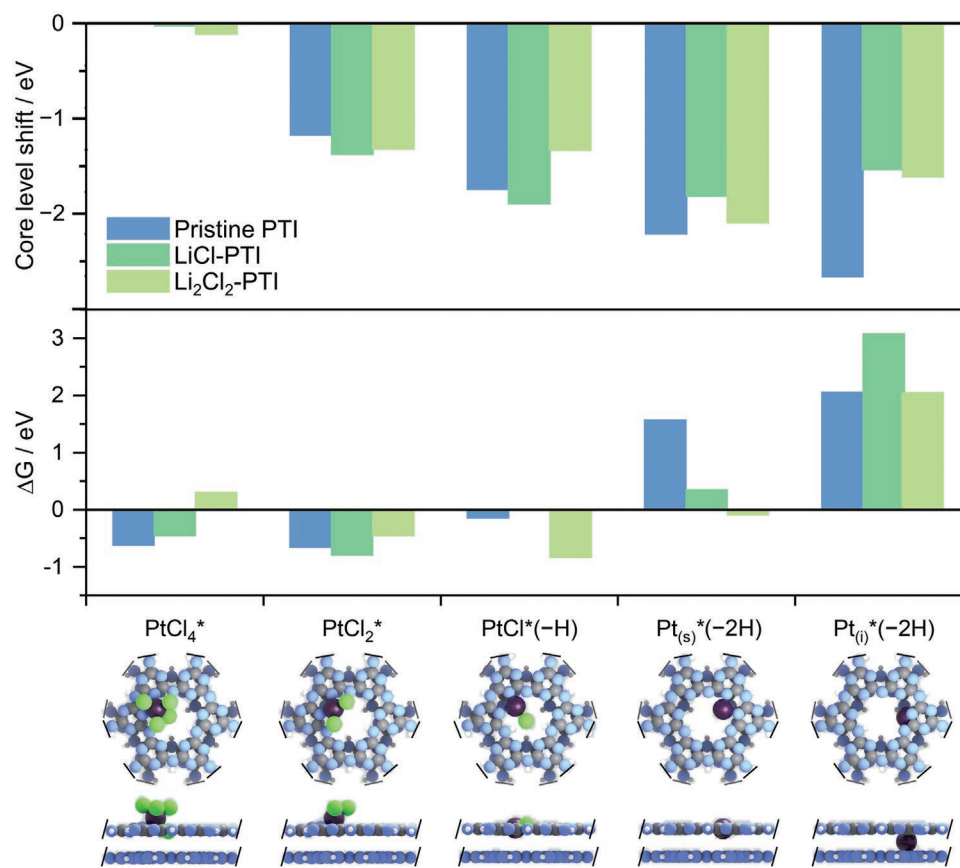 0
−1
−2
Core level shift / eV
Pristine PTI
LiCl-PTI
Li₂Cl₂-PTI
3
2
1
0
-1
ΔG / eV
PtCl₄* PtCl₂* PtCl*(−H) Pt₍ₛ₎*(−2H) Pt₍ᵢ₎*(−2H)